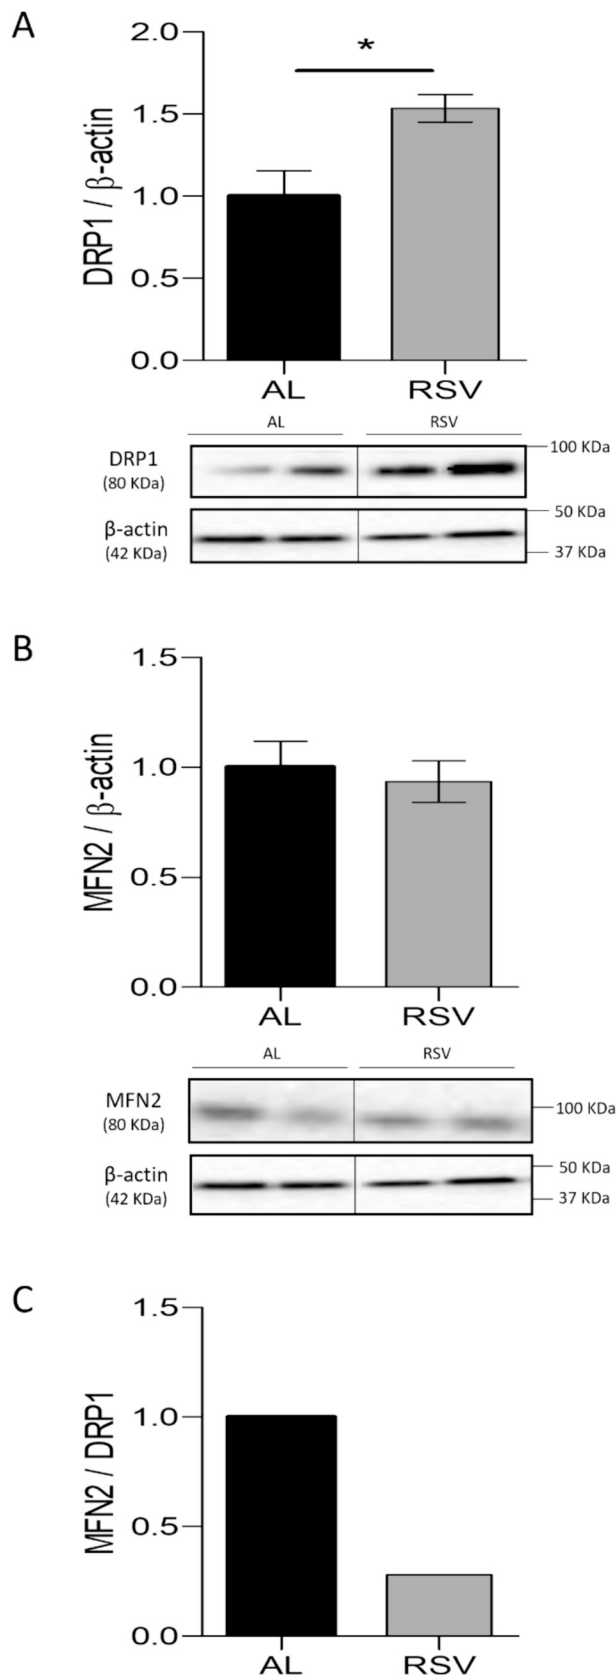 A
DRP1 / β-actin
2.0
1.5
1.0
0.5
0.0
*
AL RSV
AL RSV
DRP1
(80 KDa)
100 KDa
β-actin
(42 KDa)
50 KDa
37 KDa
B
MFN2 / β-actin
1.5
1.0
0.5
0.0
AL RSV
AL RSV
MFN2
(80 KDa)
100 KDa
β-actin
(42 KDa)
50 KDa
37 KDa
C
MFN2 / DRP1
1.5
1.0
0.5
0.0
AL RSV